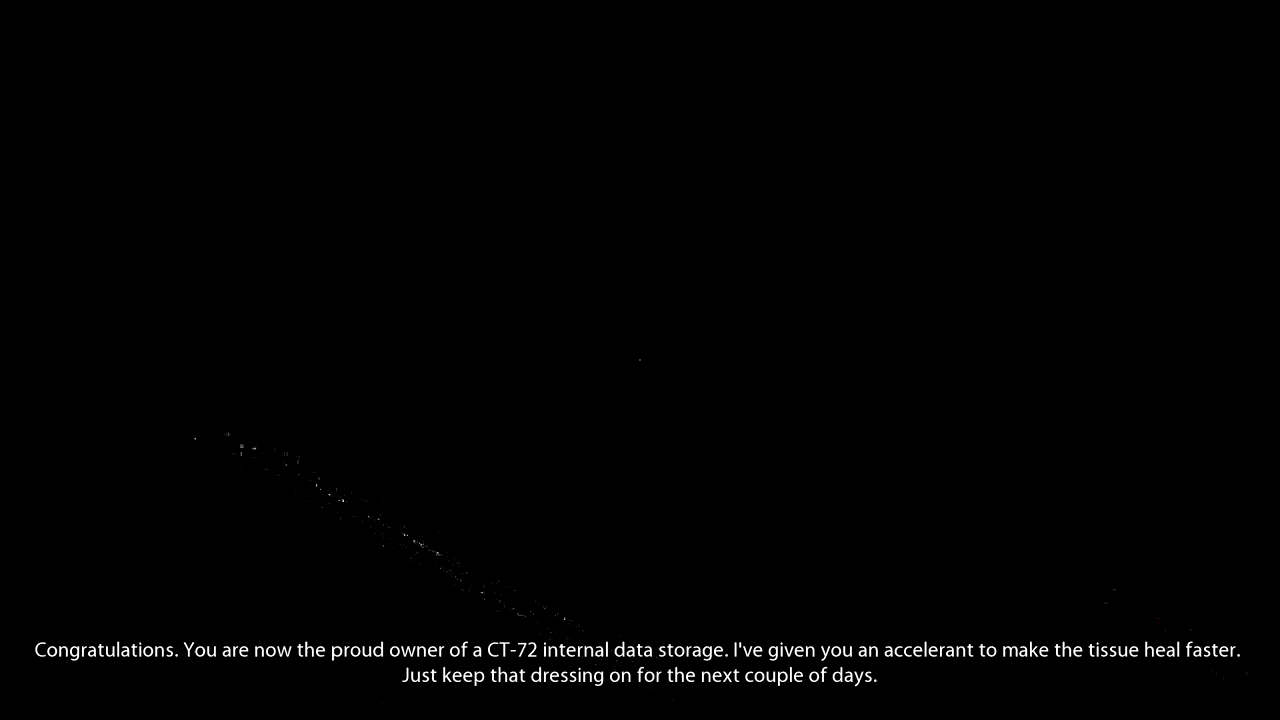 Congratulations. You are now the proud owner of a CT-72 internal data storage. I've given you an accelerant to make the tissue heal faster.
Just keep that dressing on for the next couple of days.